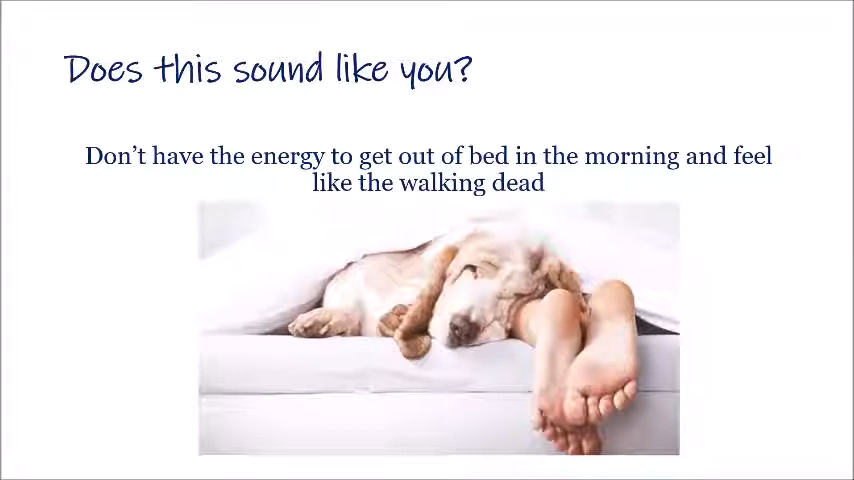 Does this sound like you?
Don’t have the energy to get out of bed in the morning and feel
like the walking dead